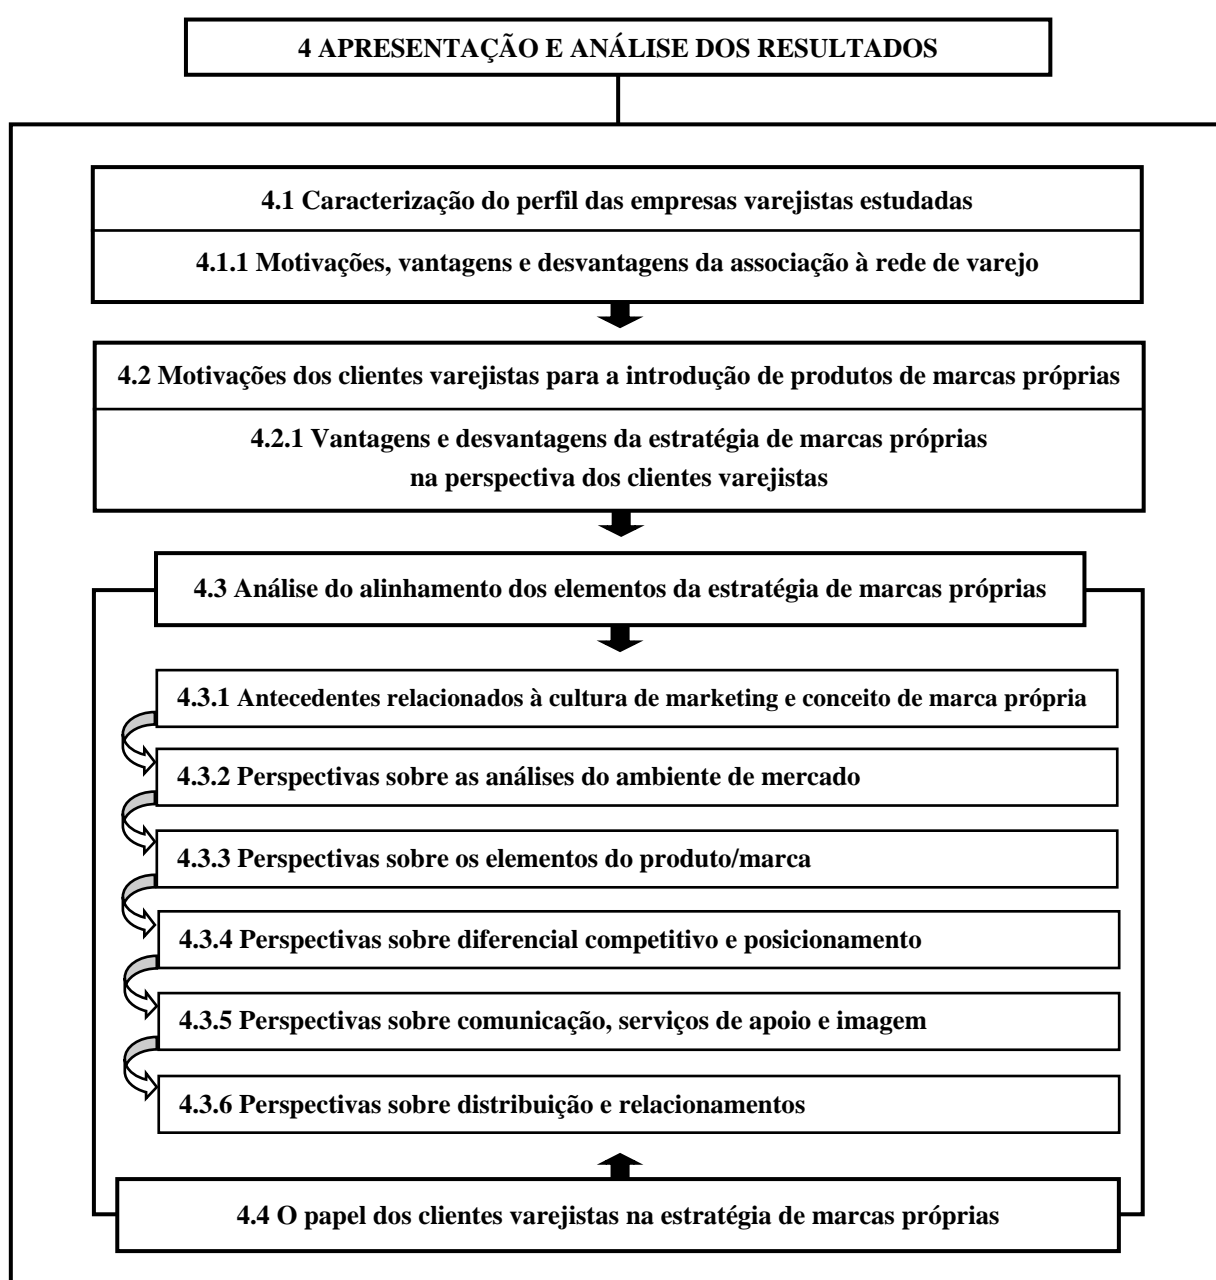 4 APRESENTAÇÃO E ANÁLISE DOS RESULTADOS
4.1 Caracterização do perfil das empresas varejistas estudadas
4.1.1 Motivações, vantagens e desvantagens da associação à rede de varejo
4.2 Motivações dos clientes varejistas para a introdução de produtos de marcas próprias
4.2.1 Vantagens e desvantagens da estratégia de marcas próprias
na perspectiva dos clientes varejistas
4.3 Análise do alinhamento dos elementos da estratégia de marcas próprias
4.3.1 Antecedentes relacionados à cultura de marketing e conceito de marca própria
4.3.2 Perspectivas sobre as análises do ambiente de mercado
4.3.3 Perspectivas sobre os elementos do produto/marca
4.3.4 Perspectivas sobre diferencial competitivo e posicionamento
4.3.5 Perspectivas sobre comunicação, serviços de apoio e imagem
4.3.6 Perspectivas sobre distribuição e relacionamentos
4.4 O papel dos clientes varejistas na estratégia de marcas próprias